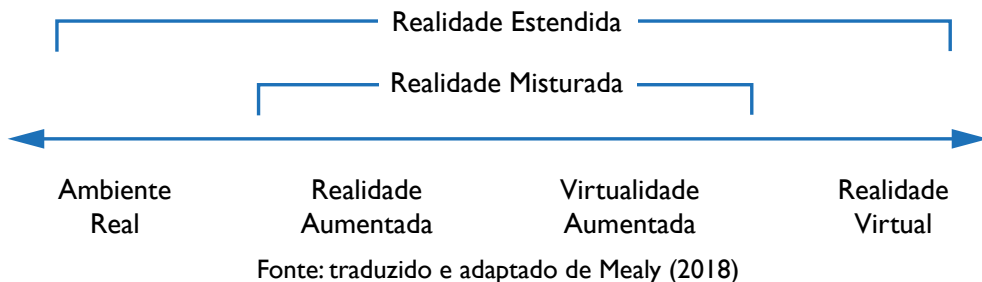 Realidade Estendida
Realidade Misturada
Ambiente Real
Realidade Aumentada
Virtualidade Aumentada
Realidade Virtual
Fonte: traduzido e adaptado de Mealy (2018)